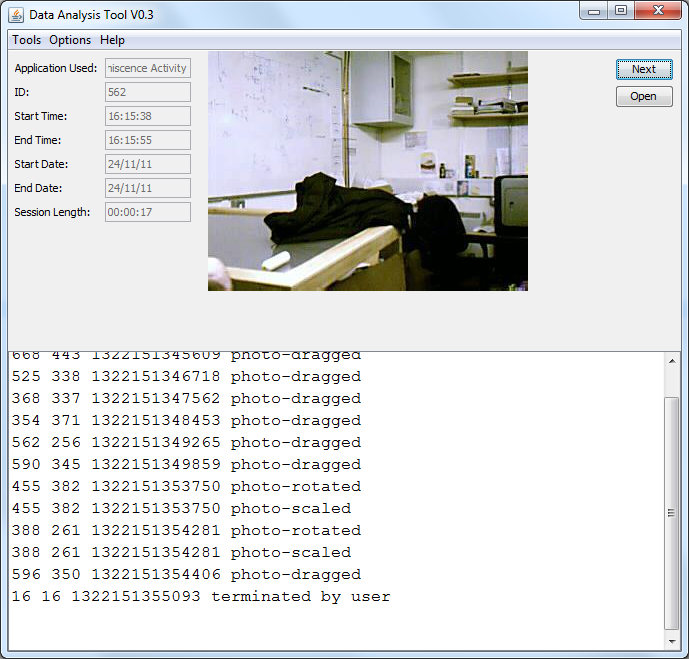 Data Analysis Tool V0.3
Tools Options Help
Application Used: niscence Activity
ID: 562
Start Time: 16:15:38
End Time: 16:15:55
Start Date: 24/11/11
End Date: 24/11/11
Session Length: 00:00:17
Next
Open
668 443 1322151345609 photo-dragged
525 338 1322151346718 photo-dragged
368 337 1322151347562 photo-dragged
354 371 1322151348453 photo-dragged
562 256 1322151349265 photo-dragged
590 345 1322151349859 photo-dragged
455 382 1322151353750 photo-rotated
455 382 1322151353750 photo-scaled
388 261 1322151354281 photo-rotated
388 261 1322151354281 photo-scaled
596 350 1322151354406 photo-dragged
16 16 1322151355093 terminated by user